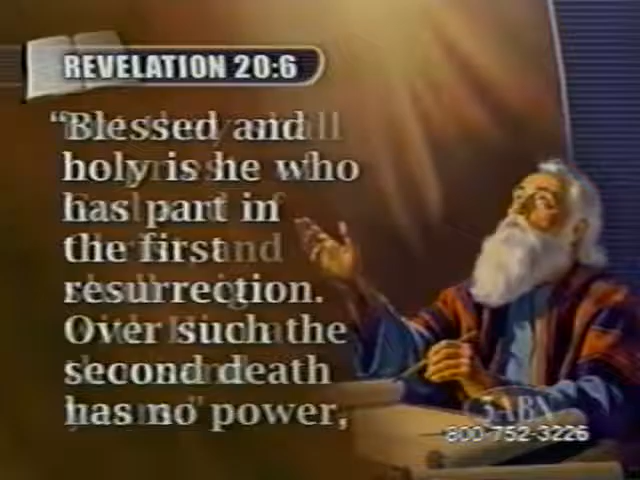 REVELATION 20:6
“Blessed and
holy is he who
has part in
the first
resurrection.
Over such the
second death
has no power,
3ABN
800-752-3226